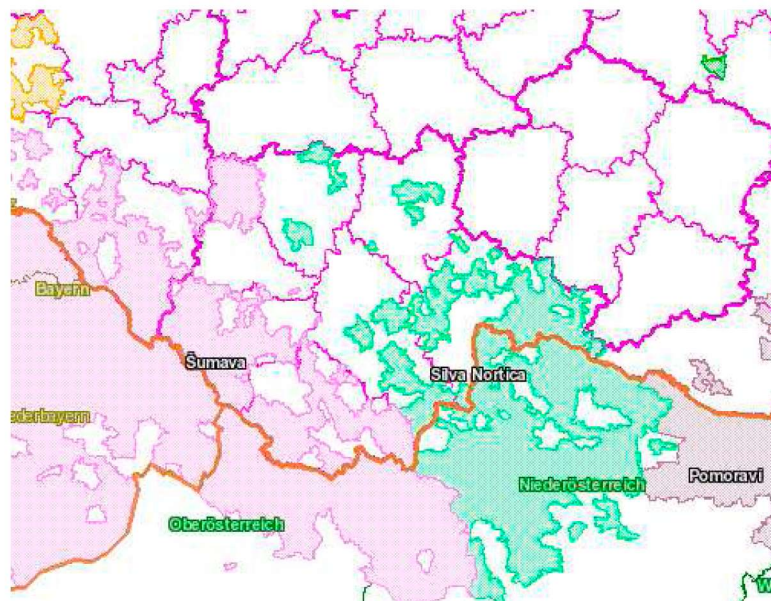 Bayern
Šumava
Silva Nortica
ederbayern
Pomoravi
Niederösterreich
Oberösterreich
W